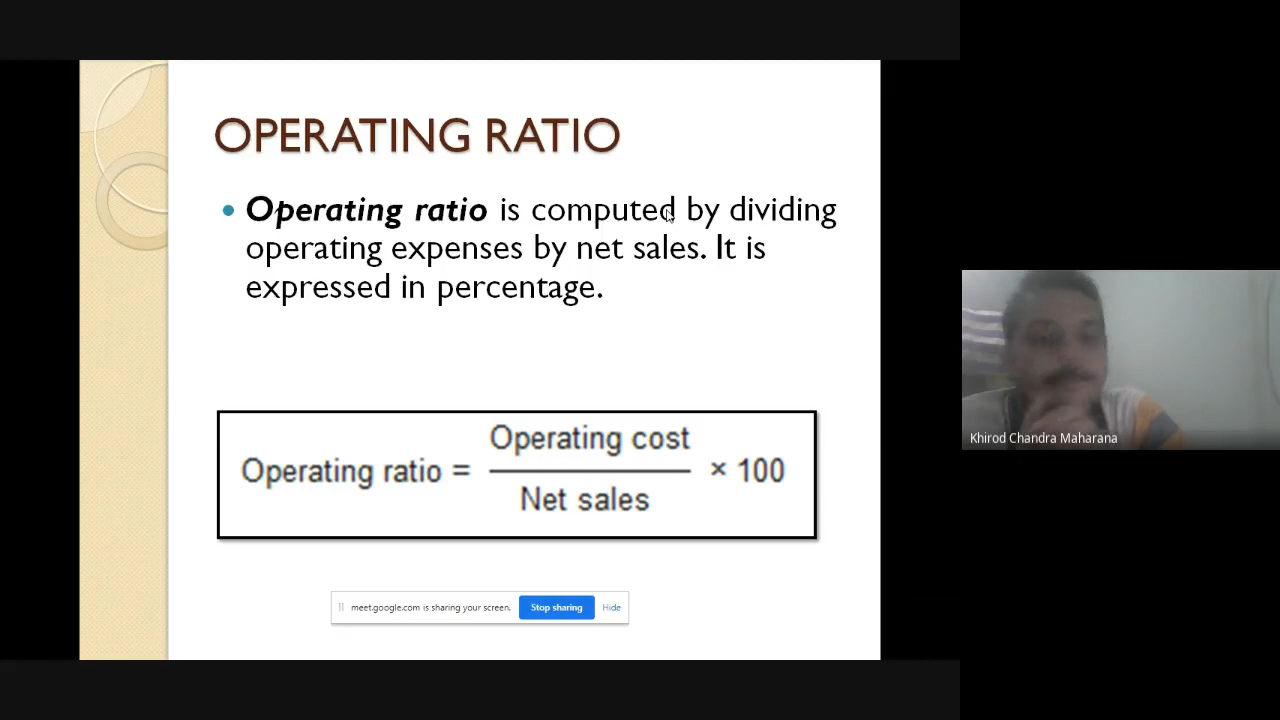 OPERATING RATIO
• Operating ratio is computed by dividing
operating expenses by net sales. It is
expressed in percentage.
Operating cost
Operating ratio = × 100
Net sales
meet.google.com is sharing your screen. Stop sharing Hide
Khirod Chandra Maharana